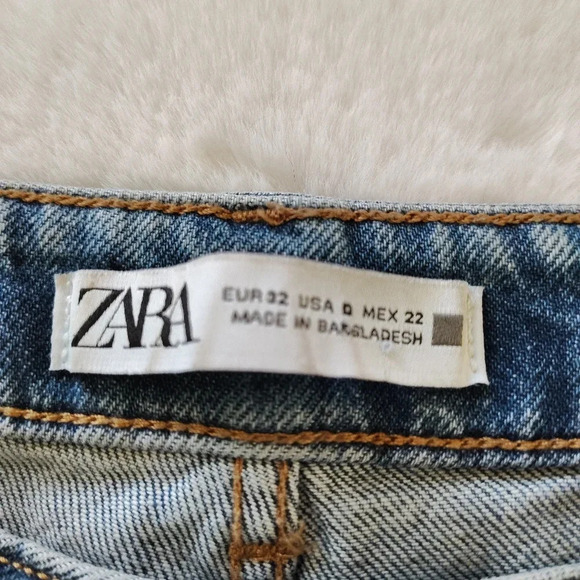 ZARA
EUR 32 USA 0 MEX 22
MADE IN BANGLADESH